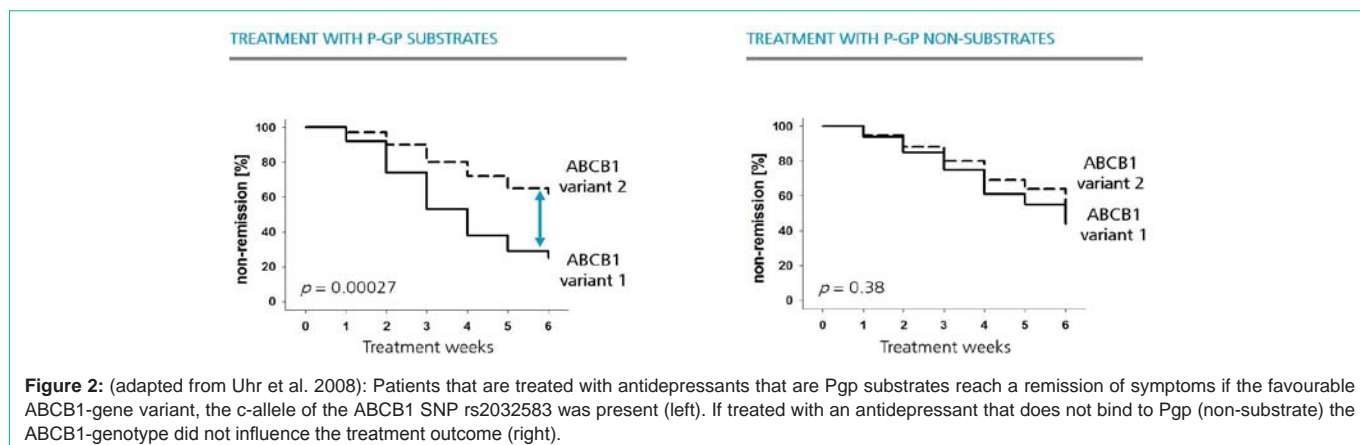 TREATMENT WITH P-GP SUBSTRATES
non-remission [%]
100
80
60
40
20
0
ABCB1
variant 2
ABCB1
variant 1
p = 0.00027
0 1 2 3 4 5 6
Treatment weeks
TREATMENT WITH P-GP NON-SUBSTRATES
non-remission [%]
100
80
60
40
20
0
ABCB1
variant 2
ABCB1
variant 1
p = 0.38
0 1 2 3 4 5 6
Treatment weeks
Figure 2: (adapted from Uhr et al. 2008): Patients that are treated with antidepressants that are Pgp substrates reach a remission of symptoms if the favourable
ABCB1-gene variant, the c-allele of the ABCB1 SNP rs2032583 was present (left). If treated with an antidepressant that does not bind to Pgp (non-substrate) the
ABCB1-genotype did not influence the treatment outcome (right).